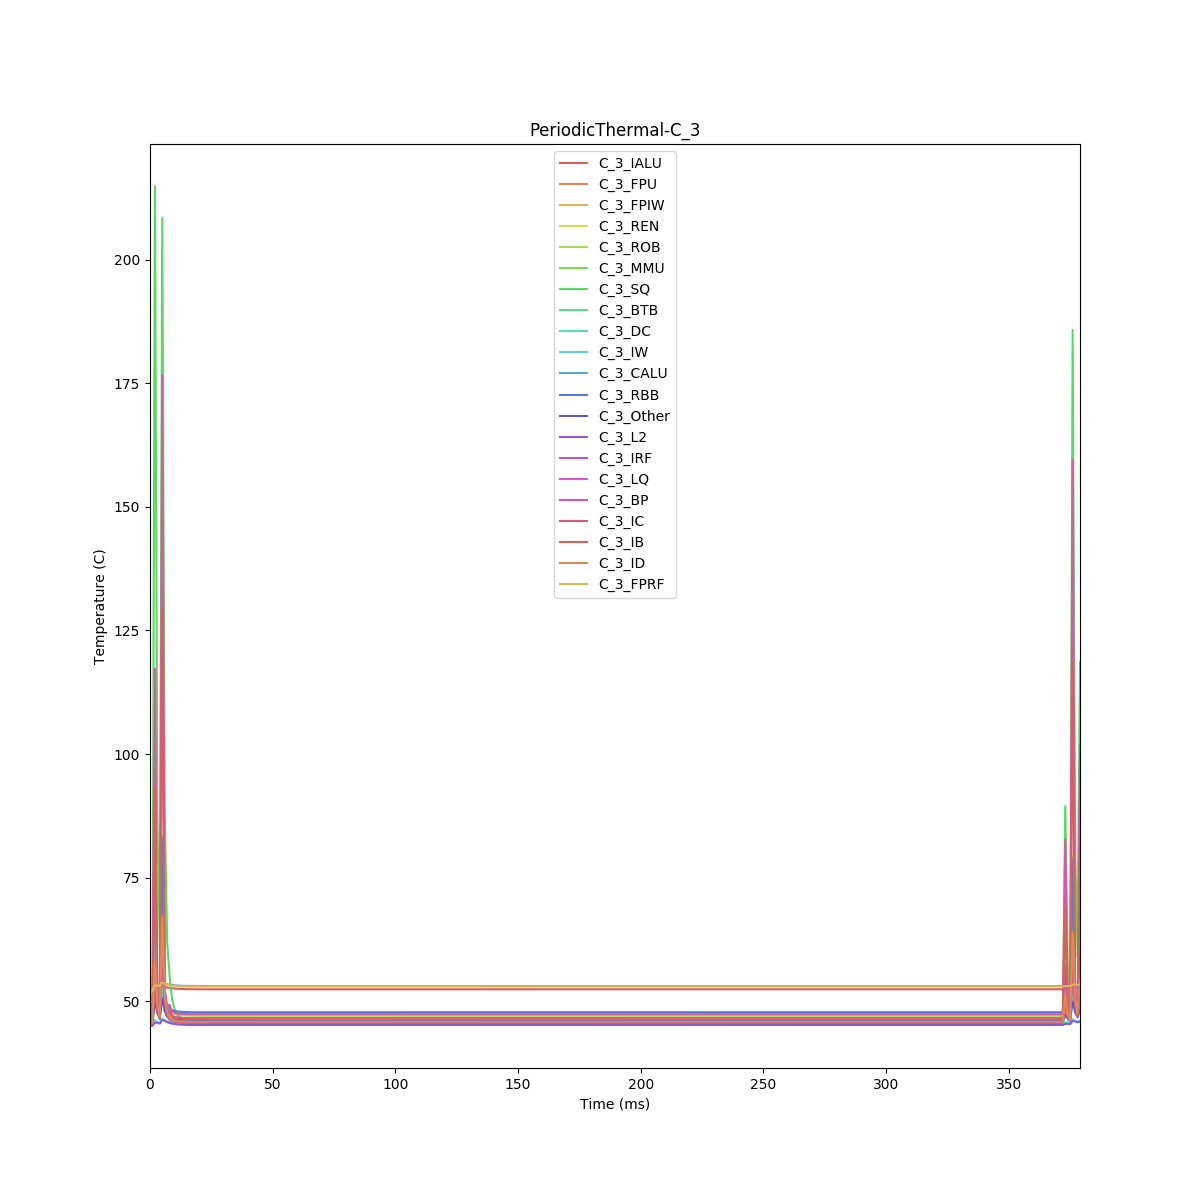 PeriodicThermal-C_3
C_3_IALU
C_3_FPU
C_3_FPIW
C_3_REN
C_3_ROB
C_3_MMU
C_3_SQ
C_3_BTB
C_3_DC
C_3_IW
C_3_CALU
C_3_RBB
C_3_Other
C_3_L2
C_3_IRF
C_3_LQ
C_3_BP
C_3_IC
C_3_IB
C_3_ID
C_3_FPRF
200
175
150
125
100
75
50
Temperature (C)
0 50 100 150 200 250 300 350
Time (ms)